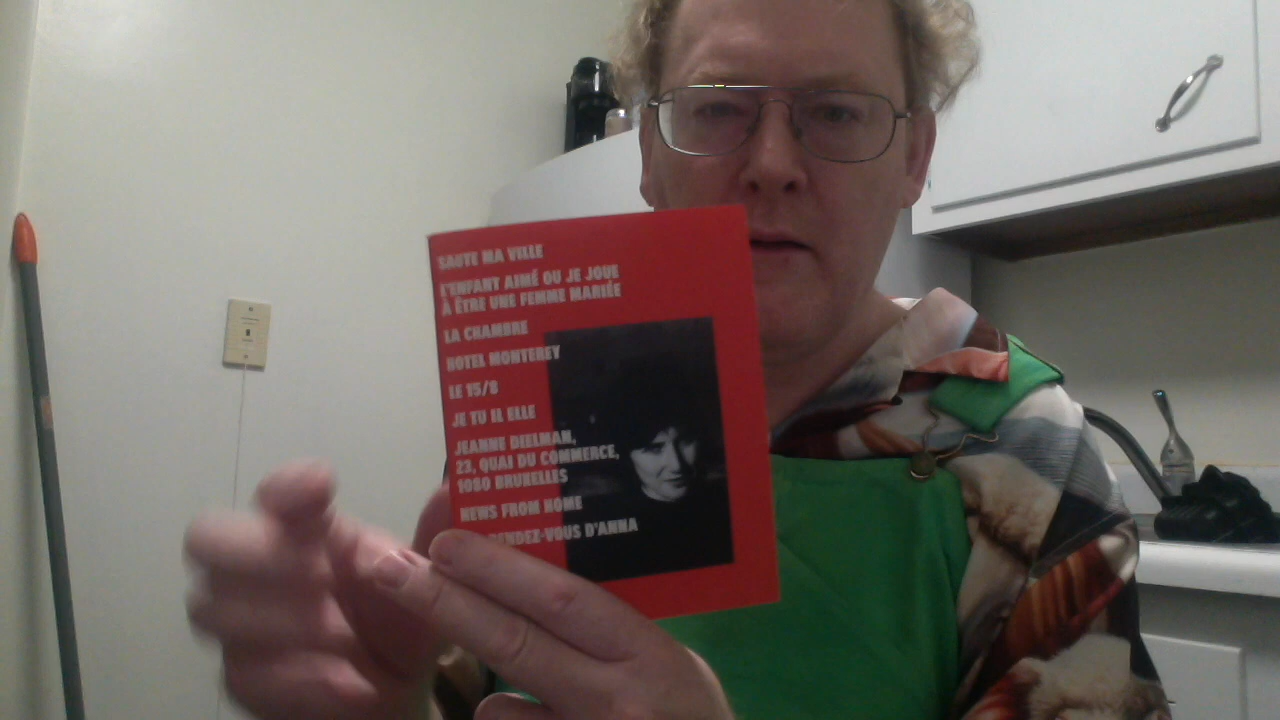 SAUTE MA VILLE
L'ENFANT AIMÉ OU JE JOUE
À ÊTRE UNE FEMME MARIÉE
LA CHAMBRE
HOTEL MONTEREY
LE 15/8
JE TU IL ELLE
JEANNE DIELMAN,
23, QUAI DU COMMERCE,
1080 BRUXELLES
NEWS FROM HOME
RENDEZ-VOUS D'ANNA